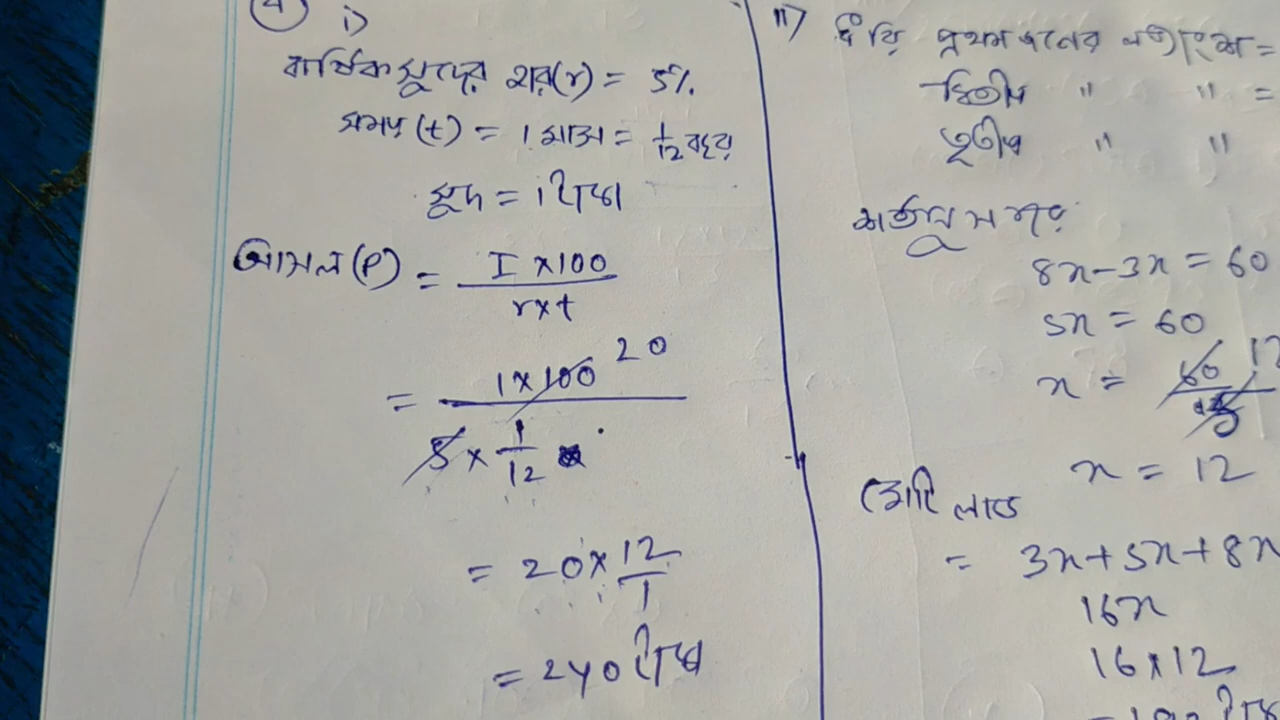 i)
বার্ষিক সুদের হার(r) = 5%
সময়(t) = 1 মাস = 1/12 বছর
সুদ = 1 টাকা
আসল(P) = I×100 / r×t
= 1×100 20 / 5×1/12
= 20×12/1
= 240 টাকা
ii) ধরি প্রথম জনের লভ্যাংশ =
দ্বিতীয় " " =
তৃতীয় " "
শর্তানুসারে
8x-3x = 60
5x = 60
x = 60/5 12
x = 12
মোট লাভ
= 3x+5x+8x
16x
16×12